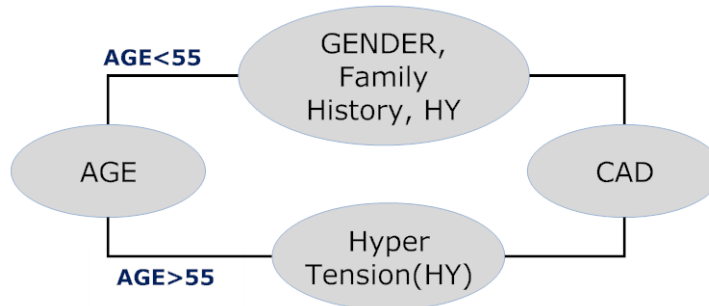 AGE<55
GENDER,
Family
History, HY
AGE
CAD
Hyper
Tension(HY)
AGE>55